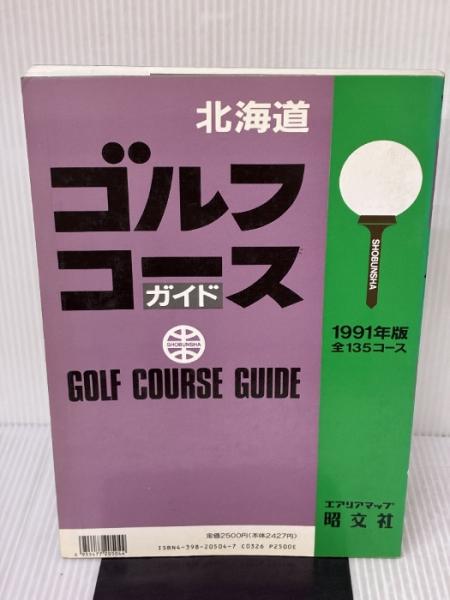 北海道
ゴルフ
コース
ガイド
SHOBUNSHA
GOLF COURSE GUIDE
SHOBUNSHA
1991年版
全135コース
エアリアマップ
昭文社
定価2500円(本体2427円)
ISBN4-398-20504-7 C0326 P2500E